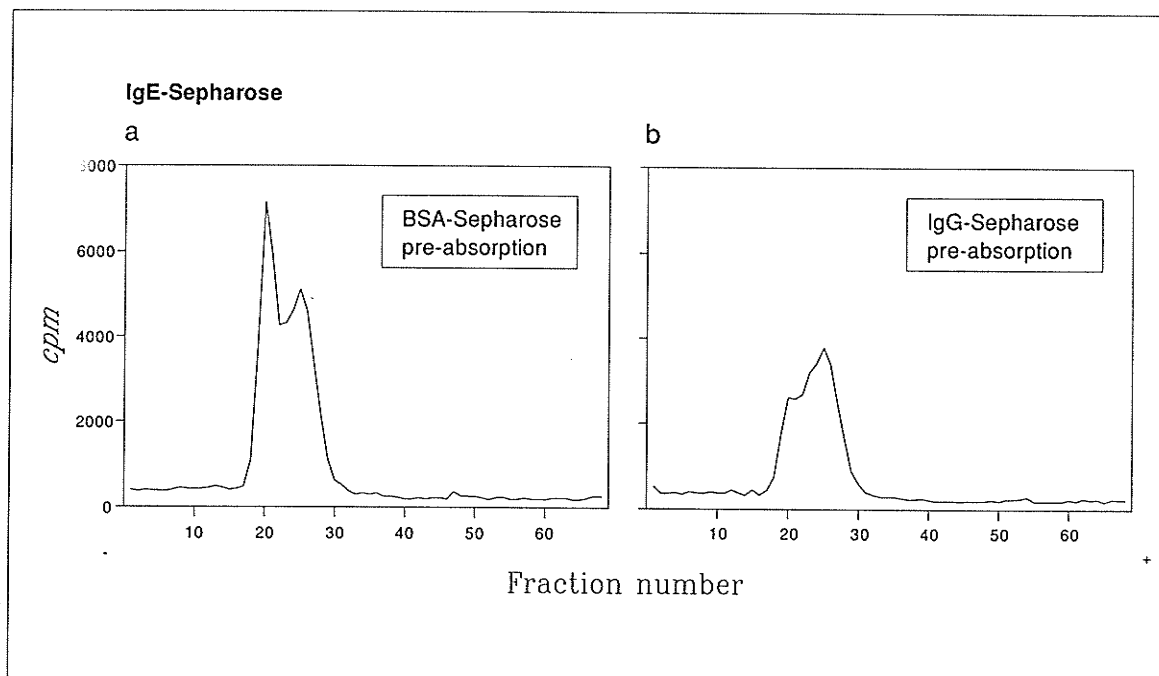 IgE-Sepharose
a
b
8000
6000
4000
2000
0
cpm
BSA-Sepharose
pre-absorption
IgG-Sepharose
pre-absorption
10 20 30 40 50 60
10 20 30 40 50 60
- +
Fraction number